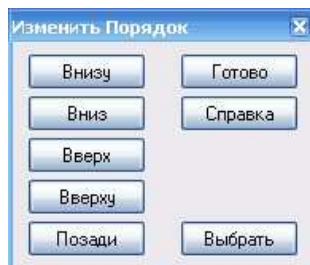 Изменить Порядок
Внизу Готово
Вниз Справка
Вверх
Вверху
Позади Выбрать